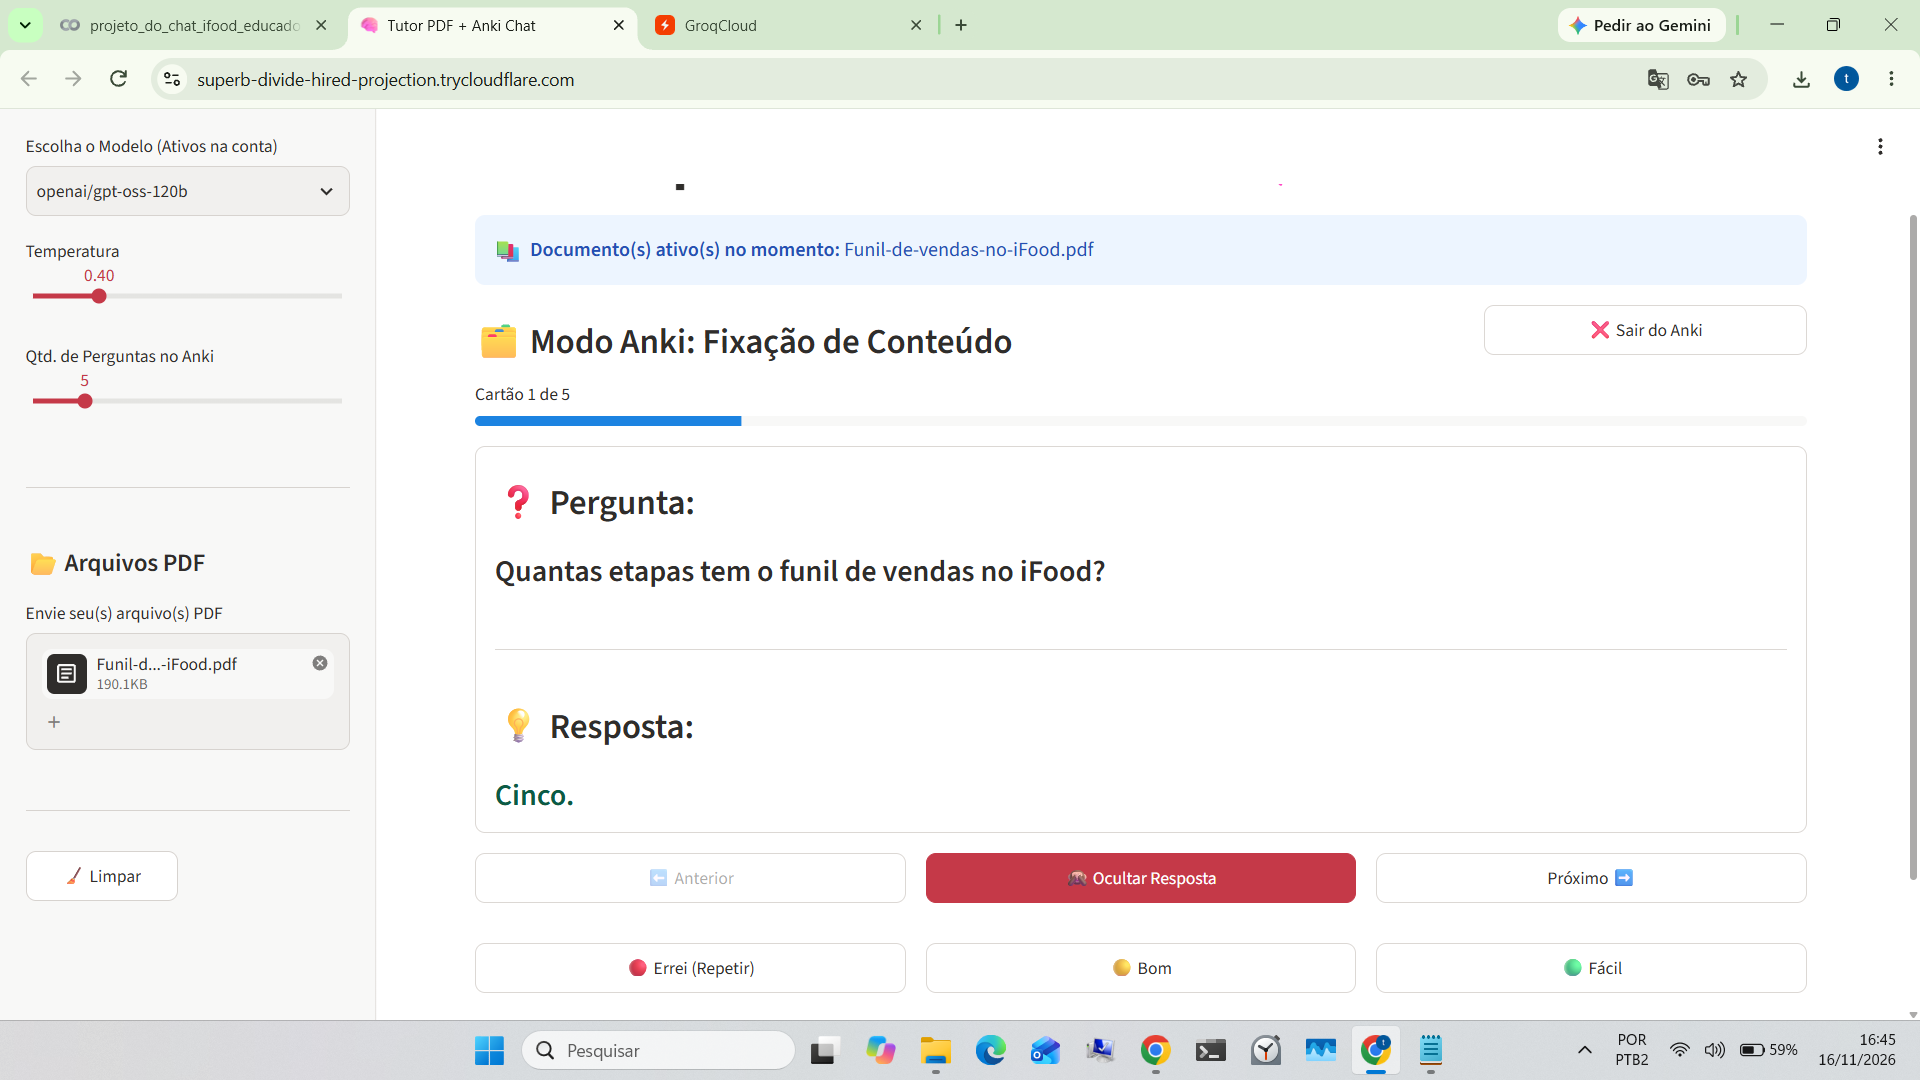 projeto_do_chat_ifood_educado
Tutor PDF + Anki Chat
GroqCloud
Pedir ao Gemini
superb-divide-hired-projection.trycloudflare.com
t
Escolha o Modelo (Ativos na conta)
openai/gpt-oss-120b
Temperatura
0.40
Qtd. de Perguntas no Anki
5
Arquivos PDF
Envie seu(s) arquivo(s) PDF
Funil-d...-iFood.pdf
190.1KB
Limpar
Documento(s) ativo(s) no momento: Funil-de-vendas-no-iFood.pdf
Modo Anki: Fixação de Conteúdo
Sair do Anki
Cartão 1 de 5
Pergunta:
Quantas etapas tem o funil de vendas no iFood?
Resposta:
Cinco.
Anterior
Ocultar Resposta
Próximo
Errei (Repetir)
Bom
Fácil
Pesquisar
POR
PTB2
59%
16:45
16/11/2026